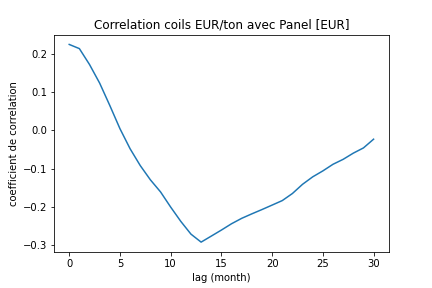 Correlation coils EUR/ton avec Panel [EUR]
coefficient de correlation
0.2
0.1
0.0
−0.1
−0.2
−0.3
0 5 10 15 20 25 30
lag (month)